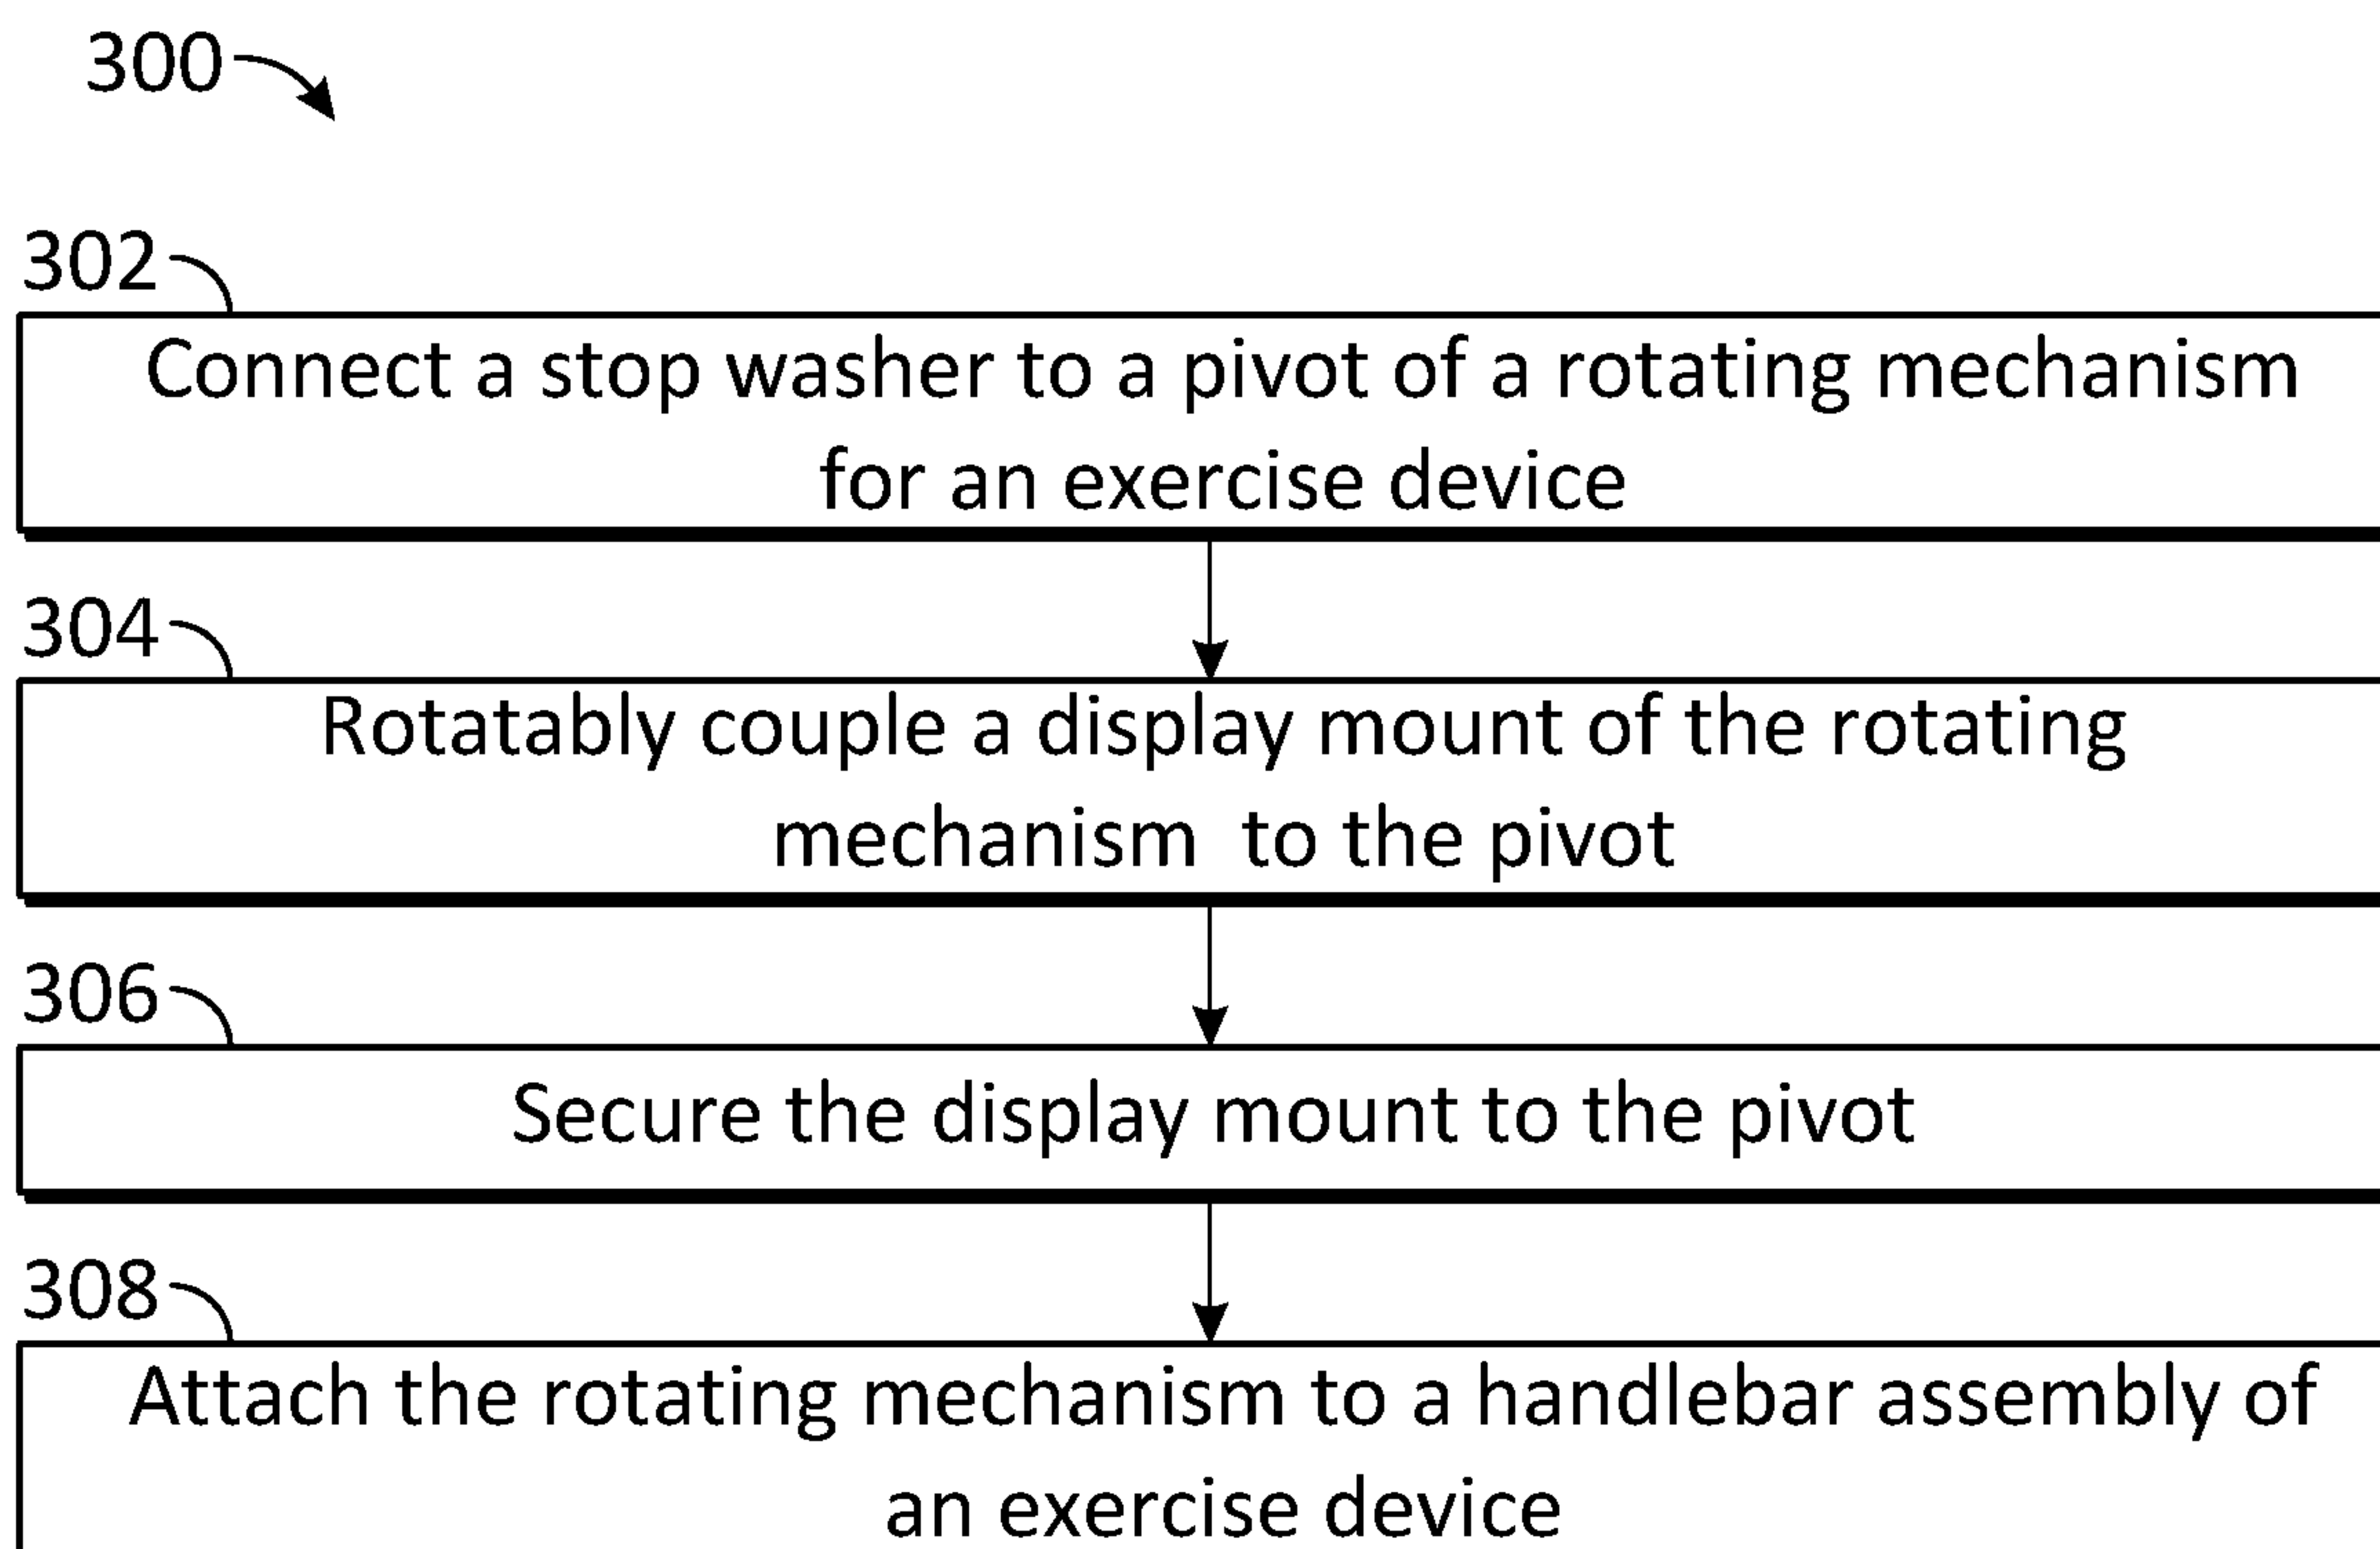 300
302
Connect a stop washer to a pivot of a rotating mechanism
for an exercise device
304
Rotatably couple a display mount of the rotating
mechanism  to the pivot
306
Secure the display mount to the pivot
308
Attach the rotating mechanism to a handlebar assembly of
an exercise device